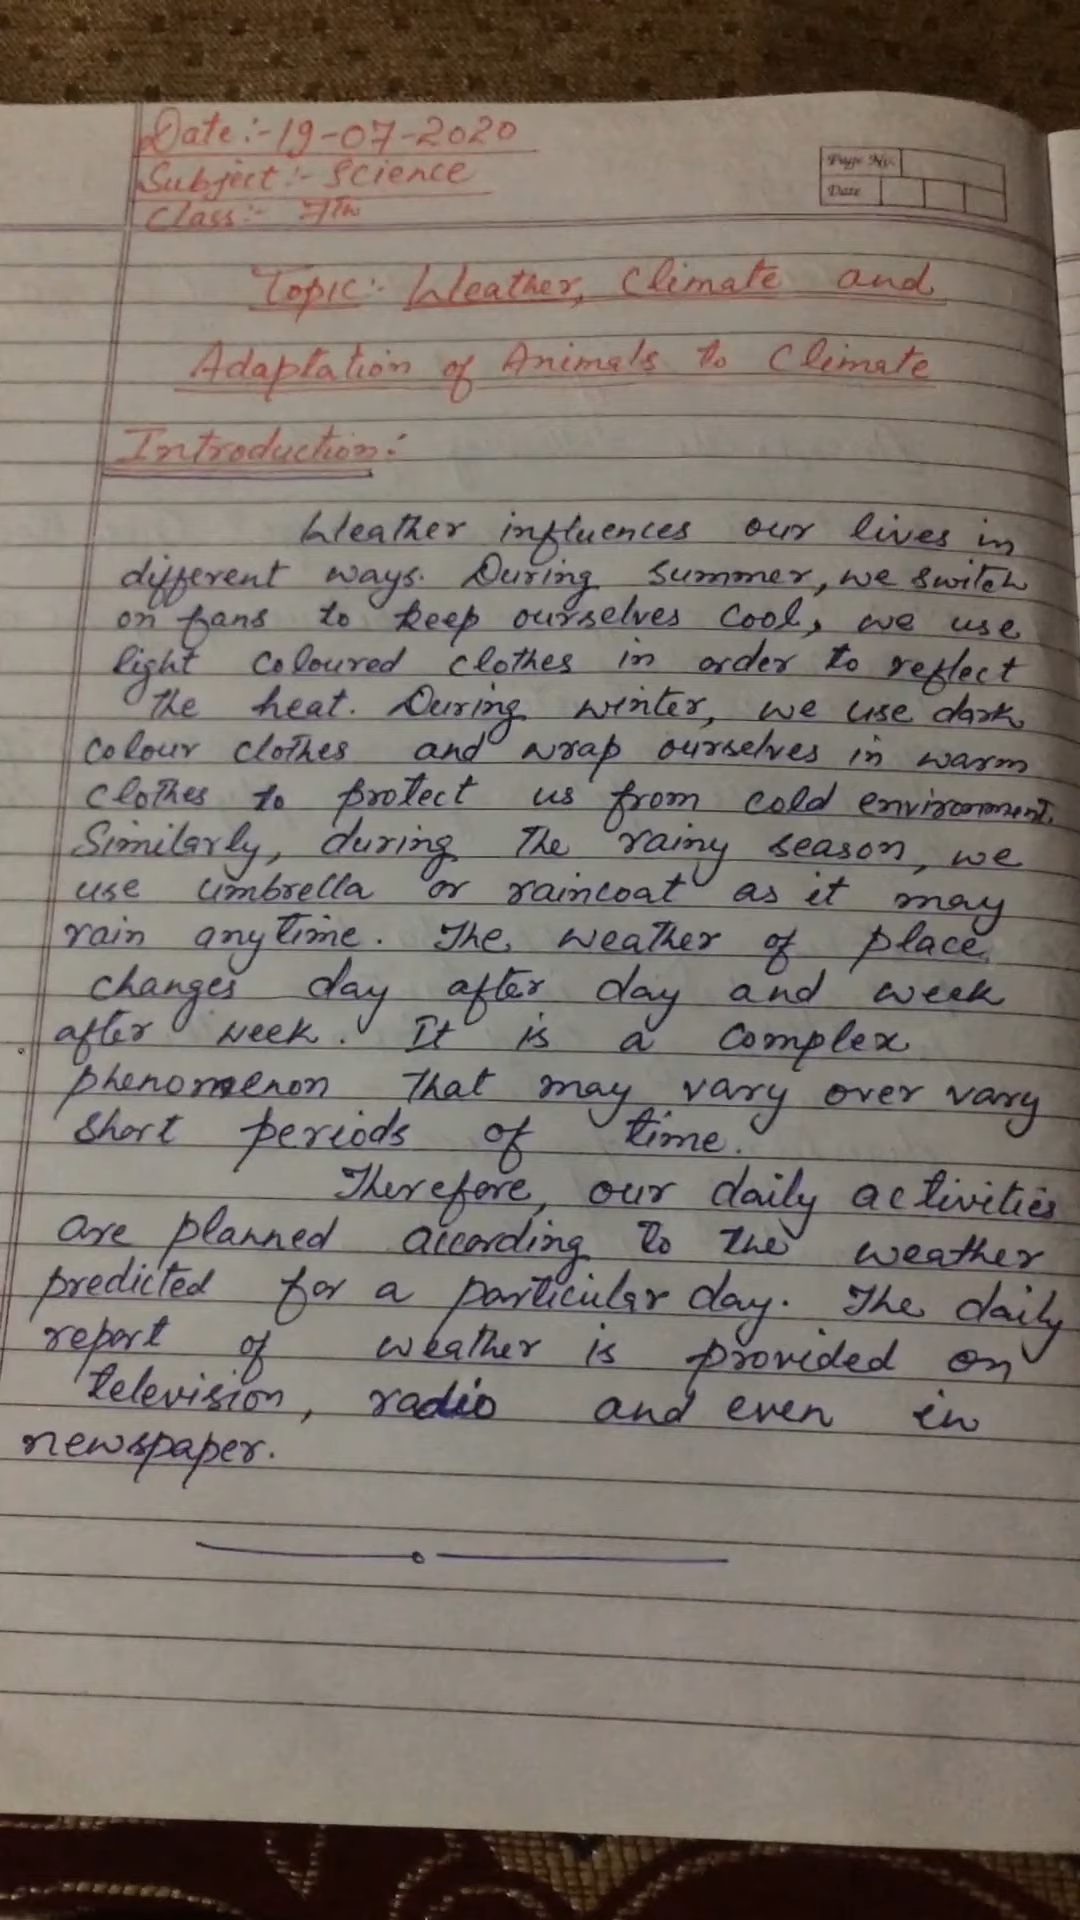 Date:-19-07-2020
Subject:- Science
Class:- 7Th
Page No.
Date
Topic:- Weather, Climate and
Adaptation of Animals to Climate
Introduction:
Weather influences our lives in
different ways. During summer, we switch
on fans to keep ourselves cool, we use
light coloured clothes in order to reflect
the heat. During winter, we use dark
colour clothes and wrap ourselves in warm
clothes to protect us from cold environment.
Similarly, during the rainy season, we
use umbrella or raincoat as it may
rain anytime. The weather of place
changes day after day and week
after week. It is a complex
phenomenon that may vary over vary
short periods of time.
Therefore, our daily activities
are planned according to the weather
predicted for a particular day. The daily
report of weather is provided on
television, radio and even in
newspaper.